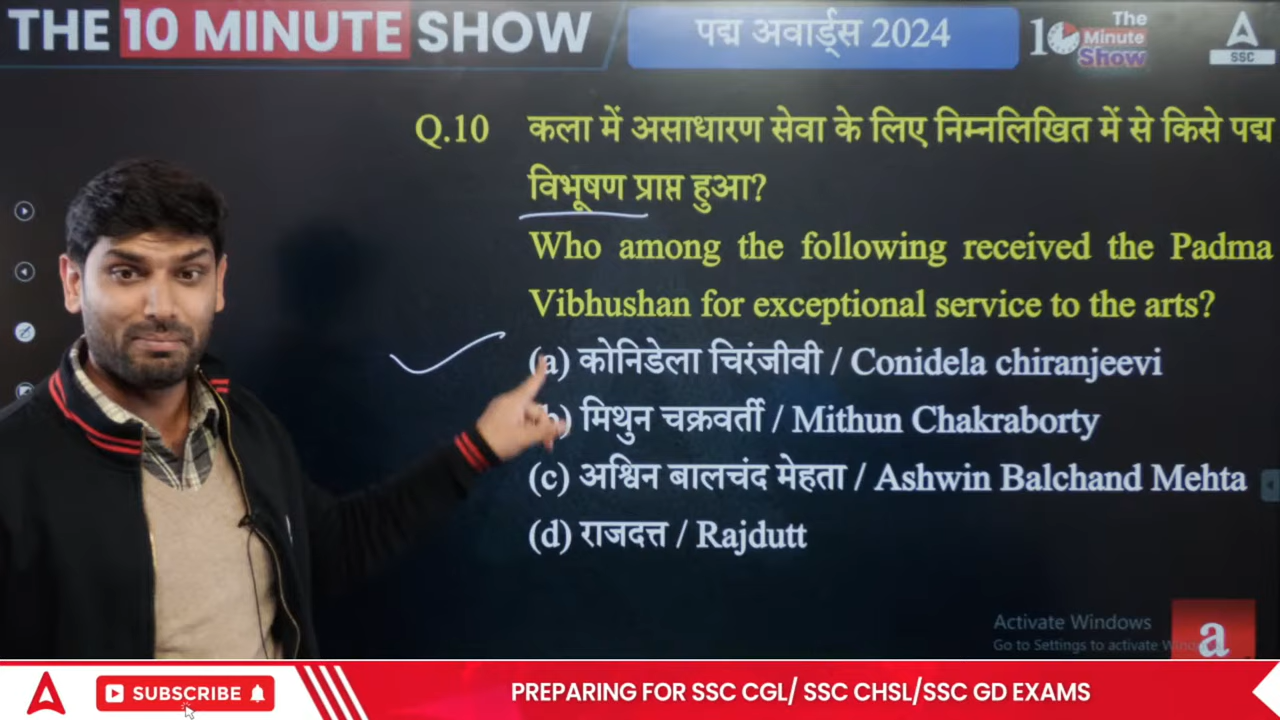 THE 10 MINUTE SHOW
पद्म अवार्ड्स 2024
10 The Minute Show
SSC
Q.10 कला में असाधारण सेवा के लिए निम्नलिखित में से किसे पद्म
विभूषण प्राप्त हुआ?
Who among the following received the Padma
Vibhushan for exceptional service to the arts?
(a) कोनिडेला चिरंजीवी / Conidela chiranjeevi
(b) मिथुन चक्रवर्ती / Mithun Chakraborty
(c) अश्विन बालचंद मेहता / Ashwin Balchand Mehta
(d) राजदत्त / Rajdutt
Activate Windows
Go to Settings to activate Windows.
a
SUBSCRIBE
PREPARING FOR SSC CGL/ SSC CHSL/SSC GD EXAMS